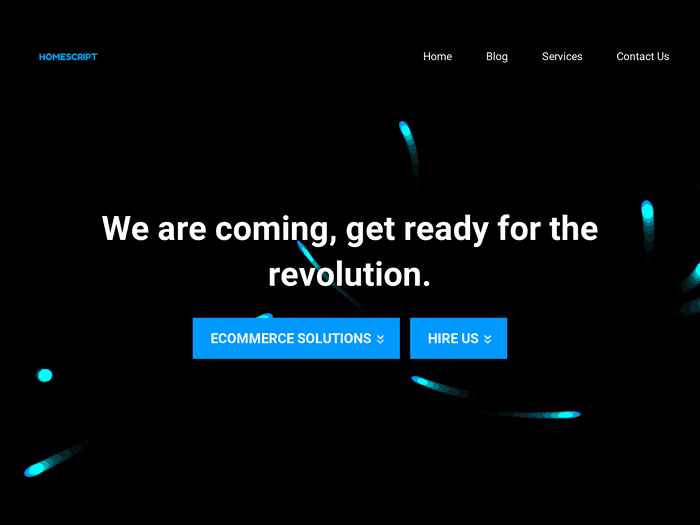 HOMESCRIPT
Home Blog Services Contact Us
We are coming, get ready for the
revolution.
ECOMMERCE SOLUTIONS HIRE US